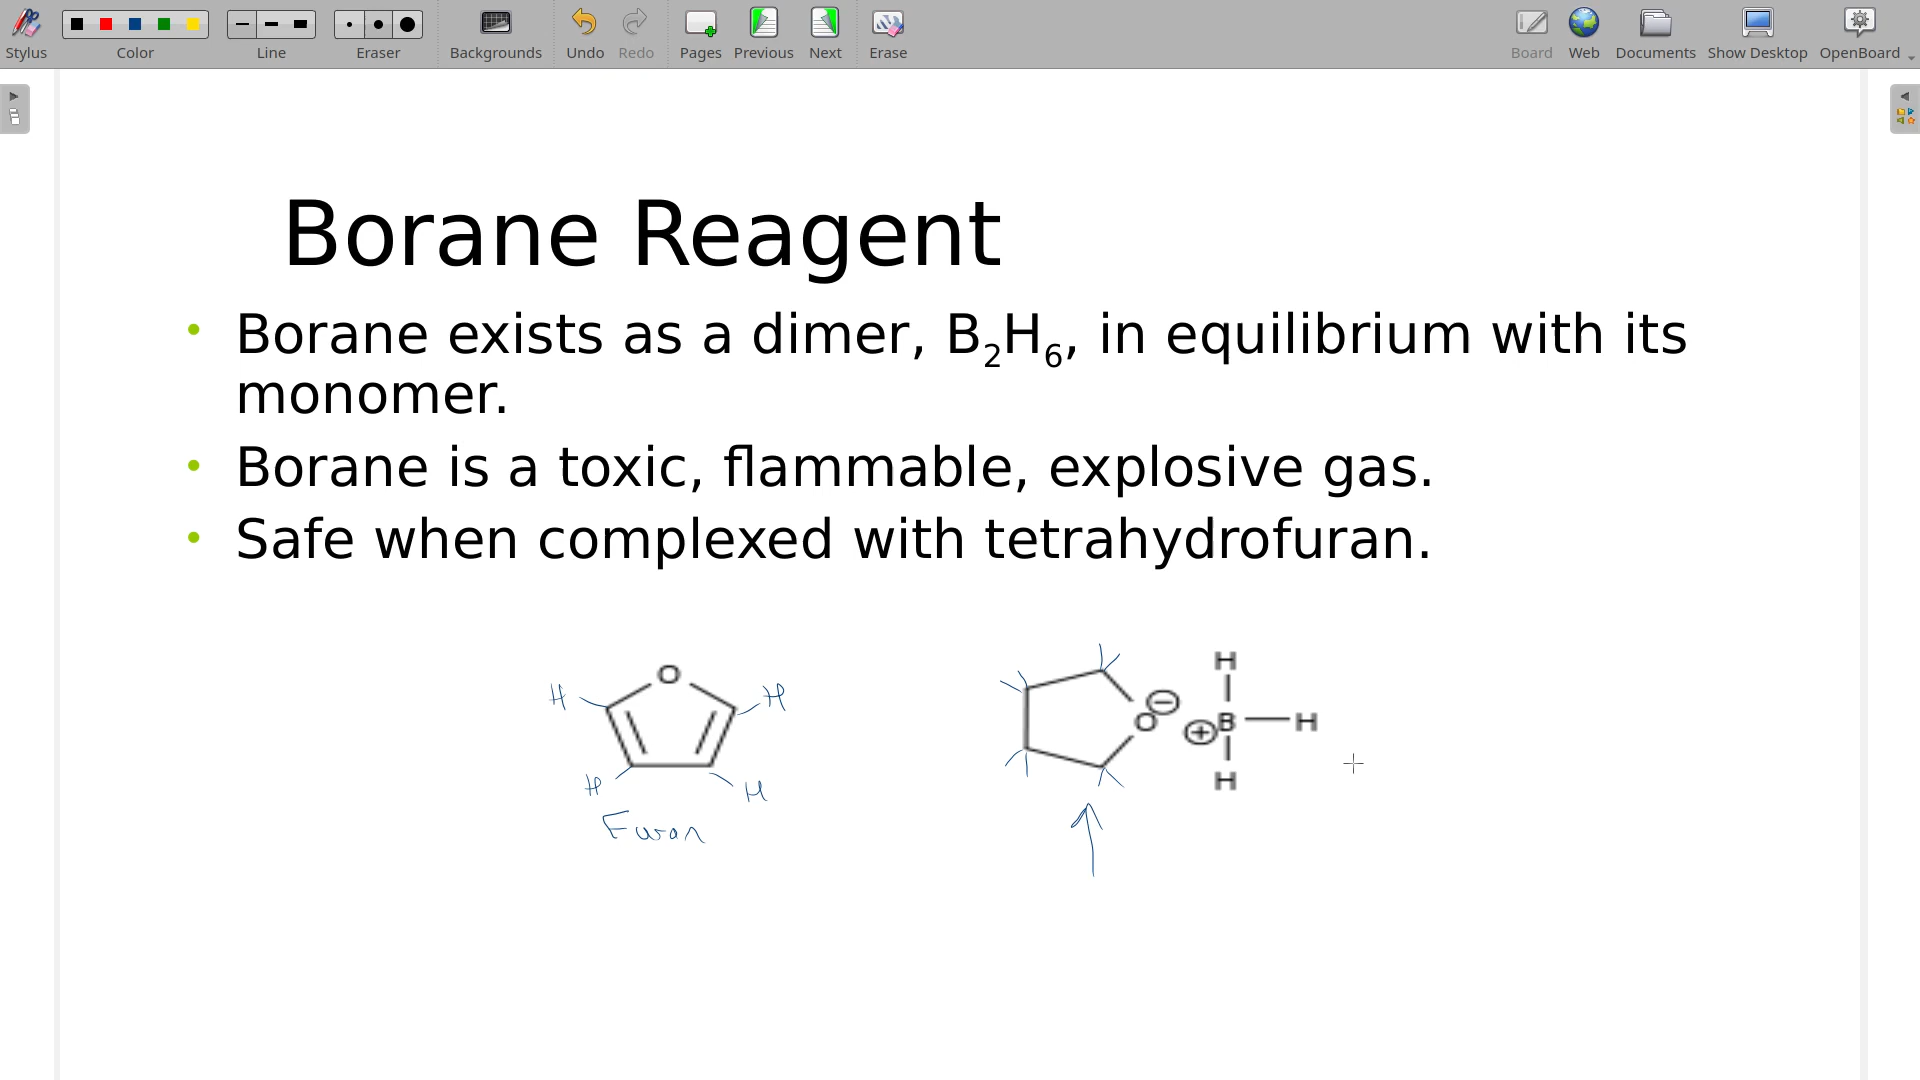 Stylus Color Line Eraser Backgrounds Undo Redo Pages Previous Next Erase Board Web Documents Show Desktop OpenBoard
Borane Reagent
• Borane exists as a dimer, B₂H₆, in equilibrium with its
monomer.
• Borane is a toxic, flammable, explosive gas.
• Safe when complexed with tetrahydrofuran.
O
H H
H H
Furan
H
O ⊖ ⊕ B H
H